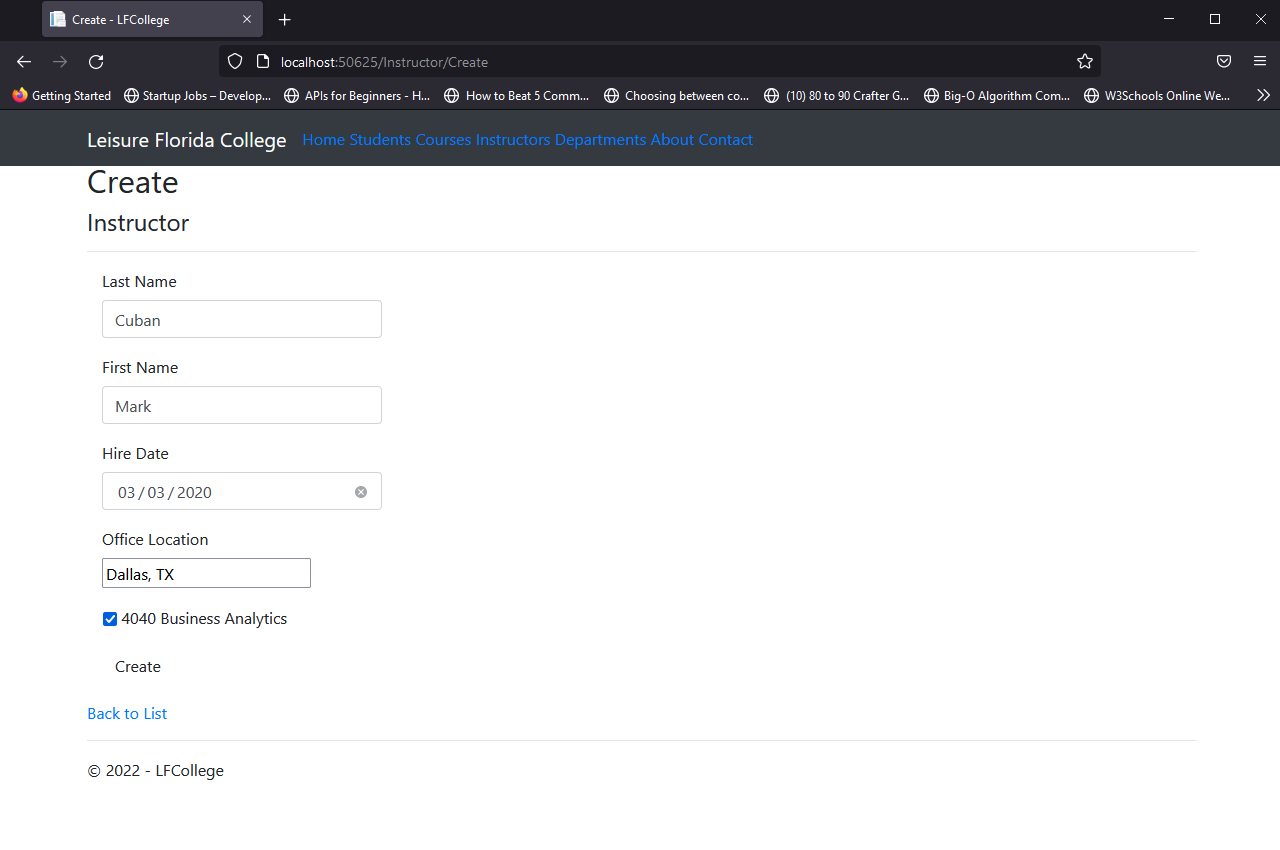 Create - LFCollege
localhost:50625/Instructor/Create
Getting Started Startup Jobs – Develop... APIs for Beginners - H... How to Beat 5 Comm... Choosing between co... (10) 80 to 90 Crafter G... Big-O Algorithm Com... W3Schools Online We...
Leisure Florida College Home Students Courses Instructors Departments About Contact
Create
Instructor
Last Name
Cuban
First Name
Mark
Hire Date
03 / 03 / 2020
Office Location
Dallas, TX
4040 Business Analytics
Create
Back to List
© 2022 - LFCollege